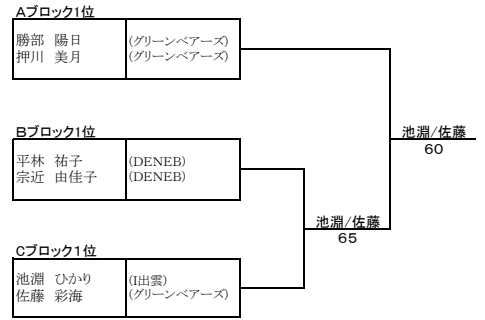 Aブロック1位
勝部 陽日 (グリーンベアーズ)
押川 美月 (グリーンベアーズ)
Bブロック1位
平林 祐子 (DENEB)
宗近 由佳子 (DENEB)
池淵/佐藤
60
池淵/佐藤
65
Cブロック1位
池淵 ひかり (I出雲)
佐藤 彩海 (グリーンベアーズ)